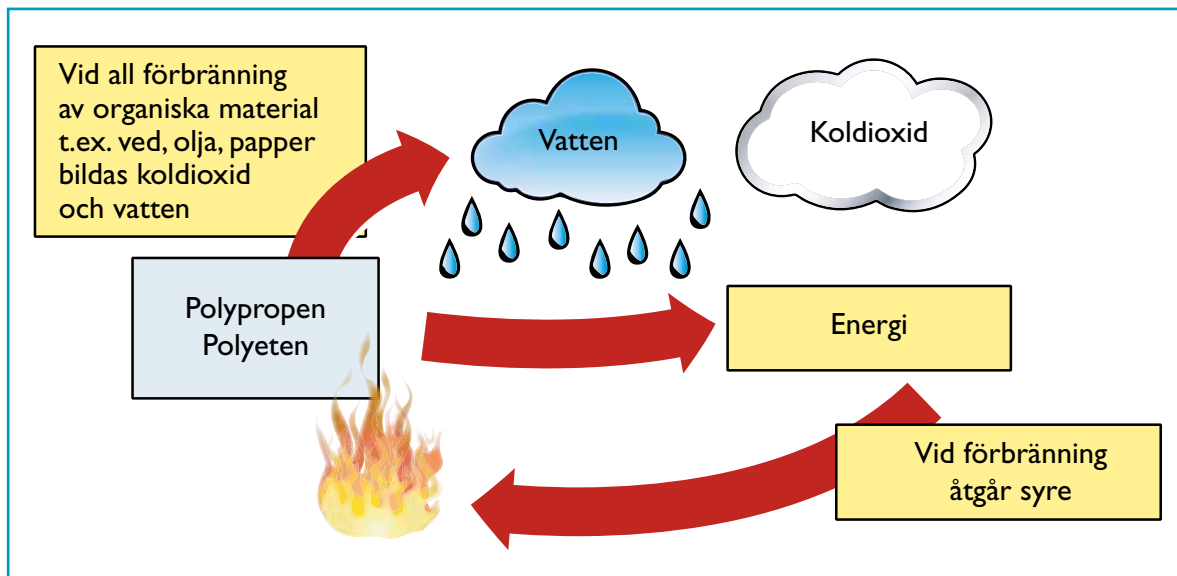 Vid all förbränning
av organiska material
t.ex. ved, olja, papper
bildas koldioxid
och vatten
Vatten
Koldioxid
Polypropen
Polyeten
Energi
Vid förbränning
åtgår syre